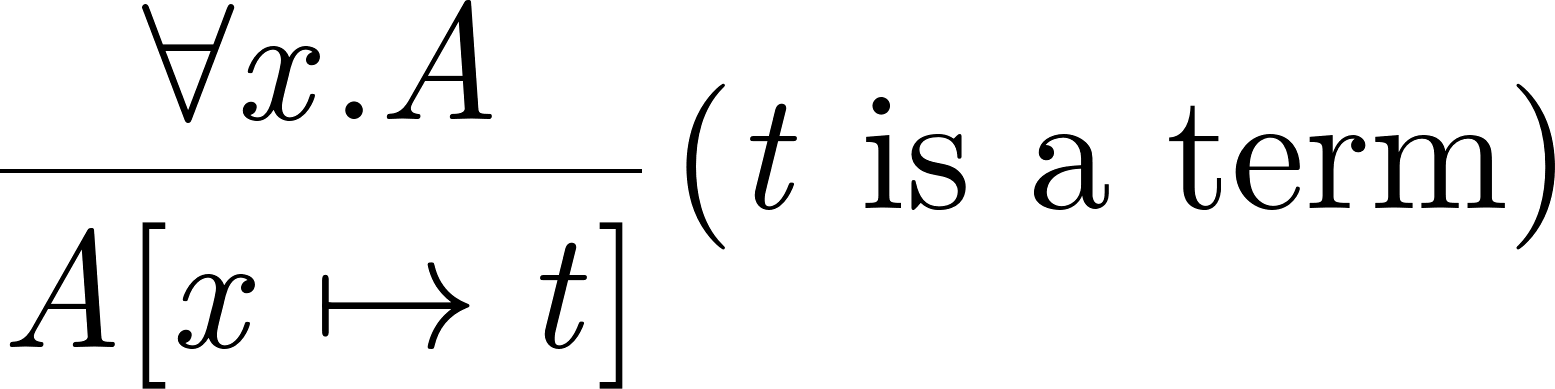 ∀x.A
(t is a term)
A[x ↦ t]